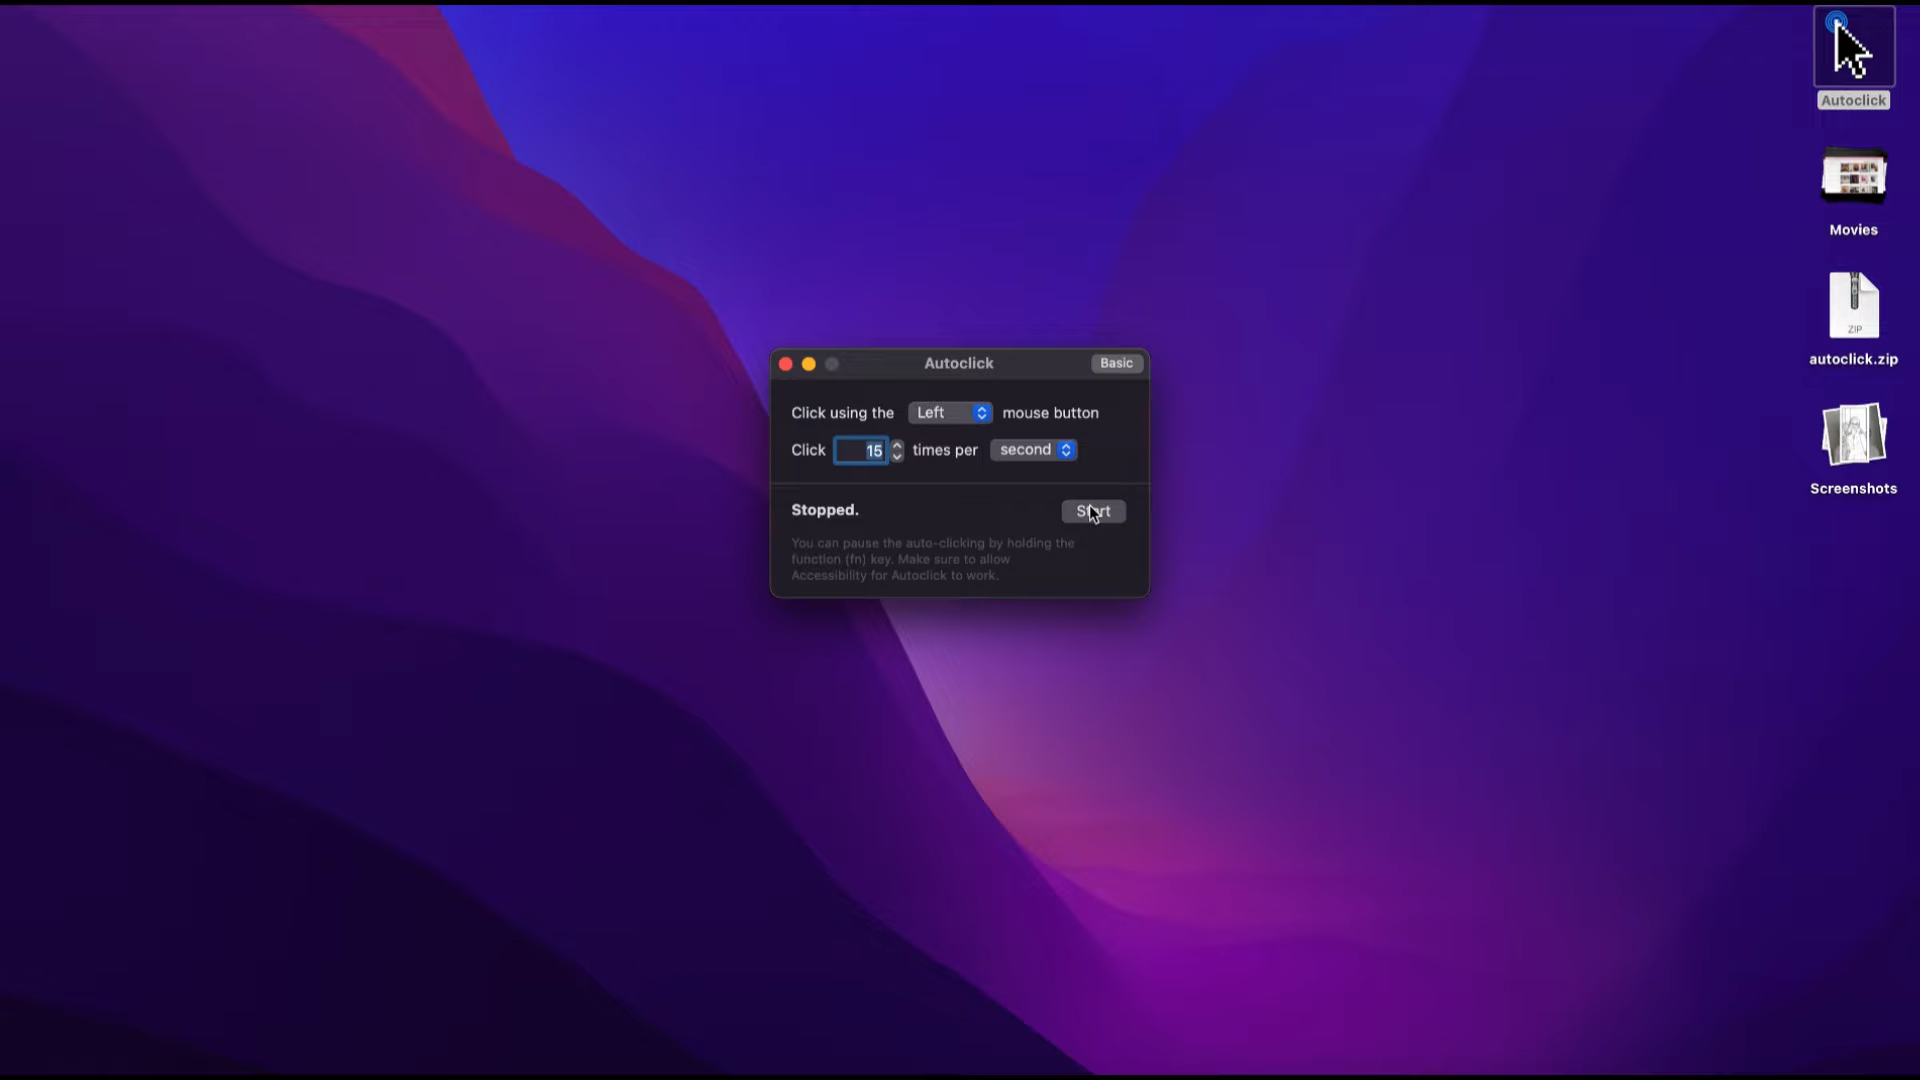 Autoclick
Movies
ZIP
autoclick.zip
Screenshots
Autoclick Basic
Click using the Left mouse button
Click 15 times per second
Stopped. Start
You can pause the auto-clicking by holding the
function (fn) key. Make sure to allow
Accessibility for Autoclick to work.